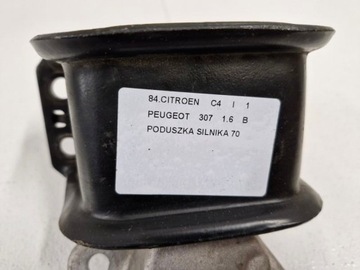 84.CITROEN C4 I 1
PEUGEOT 307 1.6 B
PODUSZKA SILNIKA 70